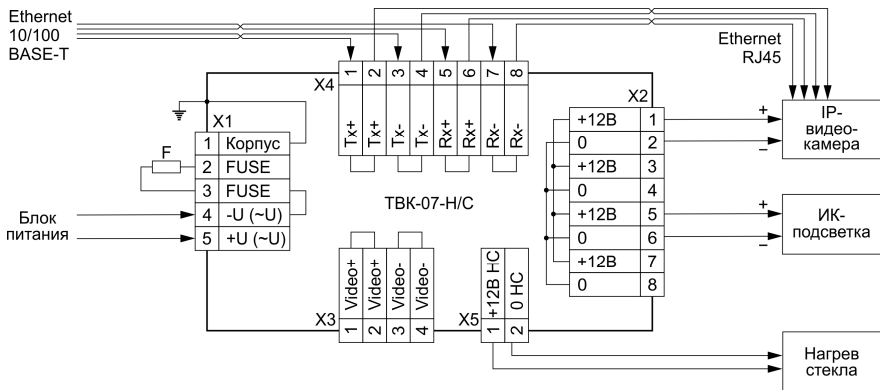 Ethernet
10/100
BASE-T
Ethernet
RJ45
X4
1 2 3 4 5 6 7 8
Tx+ Tx+ Tx- Tx- Rx+ Rx+ Rx- Rx-
X1
1 Корпус
2 FUSE
3 FUSE
4 -U (~U)
5 +U (~U)
F
Блок
питания
ТВК-07-Н/С
X2
+12В 1
0 2
+12В 3
0 4
+12В 5
0 6
+12В 7
0 8
+
–
IP-
видео-
камера
+
–
ИК-
подсветка
X3
Video+ Video+ Video- Video-
1 2 3 4
X5
+12В НС 0 НС
1 2
Нагрев
стекла